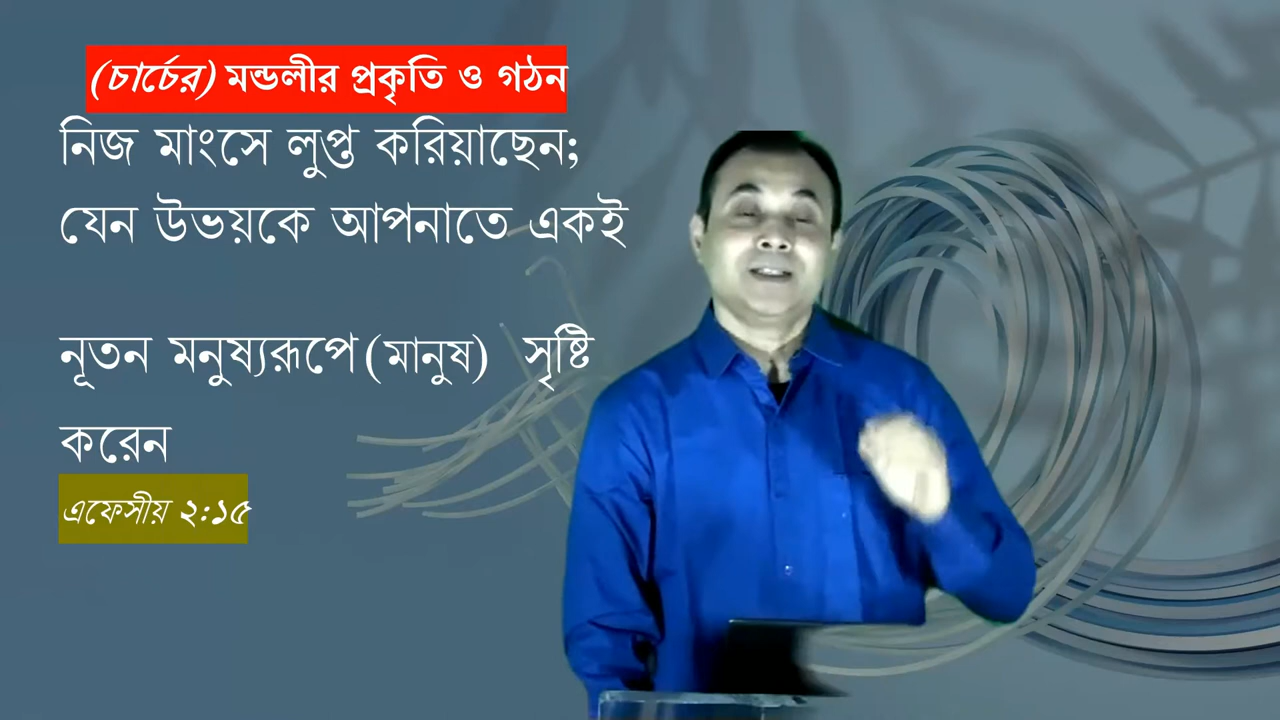 (চার্চের) মন্ডলীর প্রকৃতি ও গঠন
নিজ মাংসে লুপ্ত করিয়াছেন;
যেন উভয়কে আপনাতে একই
নূতন মনুষ্যরূপে(মানুষ) সৃষ্টি
করেন
এফেসীয় ২:১৫